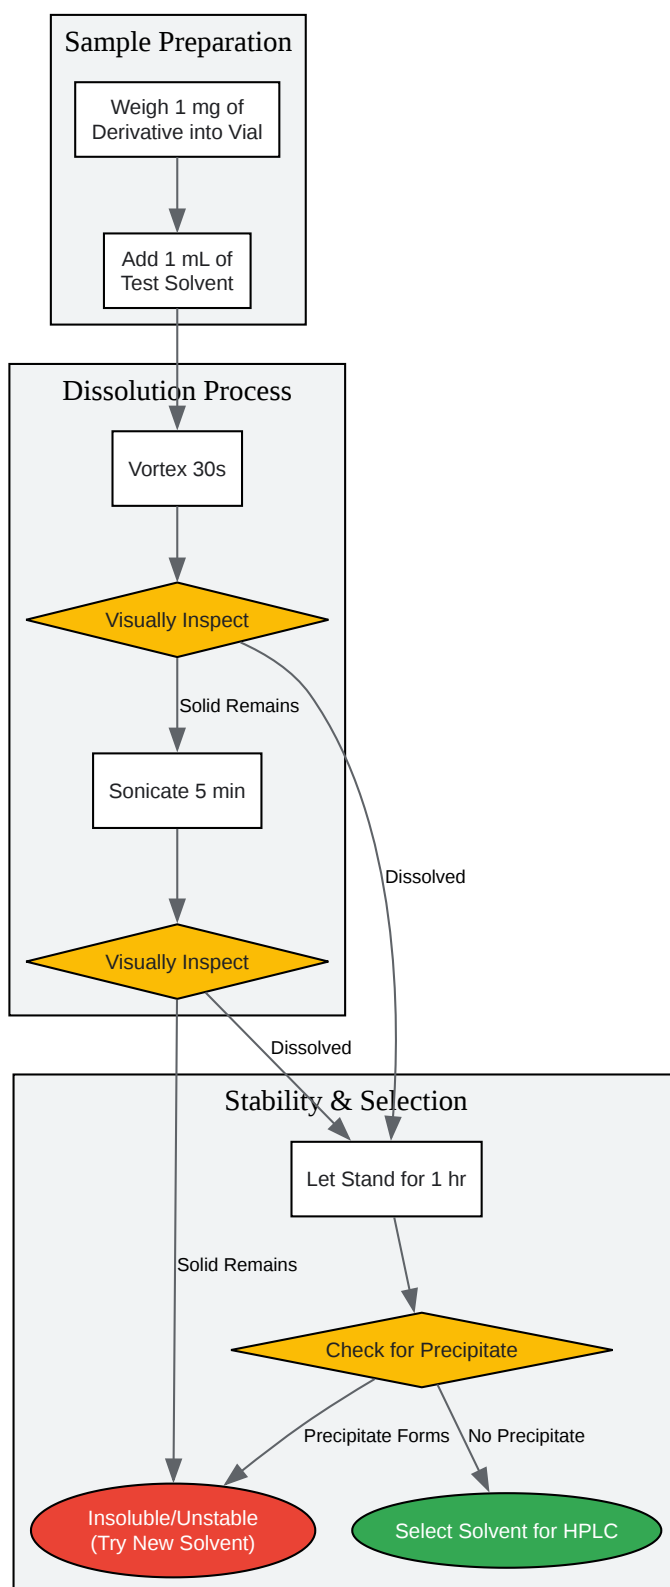 Sample Preparation
Weigh 1 mg of
Derivative into Vial
Add 1 mL of
Test Solvent
Dissolution Process
Vortex 30s
Visually Inspect
Solid Remains
Sonicate 5 min
Dissolved
Visually Inspect
Dissolved
Stability & Selection
Let Stand for 1 hr
Solid Remains
Check for Precipitate
Precipitate Forms
No Precipitate
Insoluble/Unstable
(Try New Solvent)
Select Solvent for HPLC